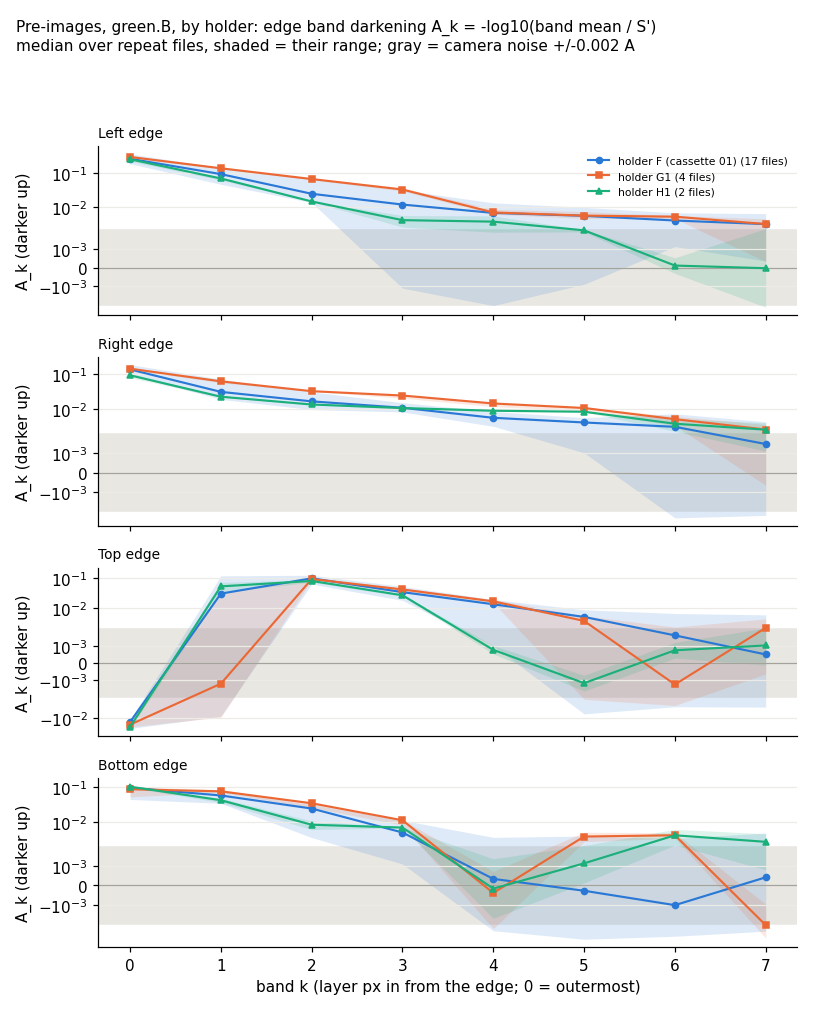 Pre-images, green.B, by holder: edge band darkening A_k = -log10(band mean / S')
median over repeat files, shaded = their range; gray = camera noise +/-0.002 A
Left edge
holder F (cassette 01) (17 files)
holder G1 (4 files)
holder H1 (2 files)
10⁻¹
10⁻²
10⁻³
0
−10⁻³
A_k (darker up)
Right edge
10⁻¹
10⁻²
10⁻³
0
−10⁻³
A_k (darker up)
Top edge
10⁻¹
10⁻²
10⁻³
0
−10⁻³
−10⁻²
A_k (darker up)
Bottom edge
10⁻¹
10⁻²
10⁻³
0
−10⁻³
A_k (darker up)
0 1 2 3 4 5 6 7
band k (layer px in from the edge; 0 = outermost)